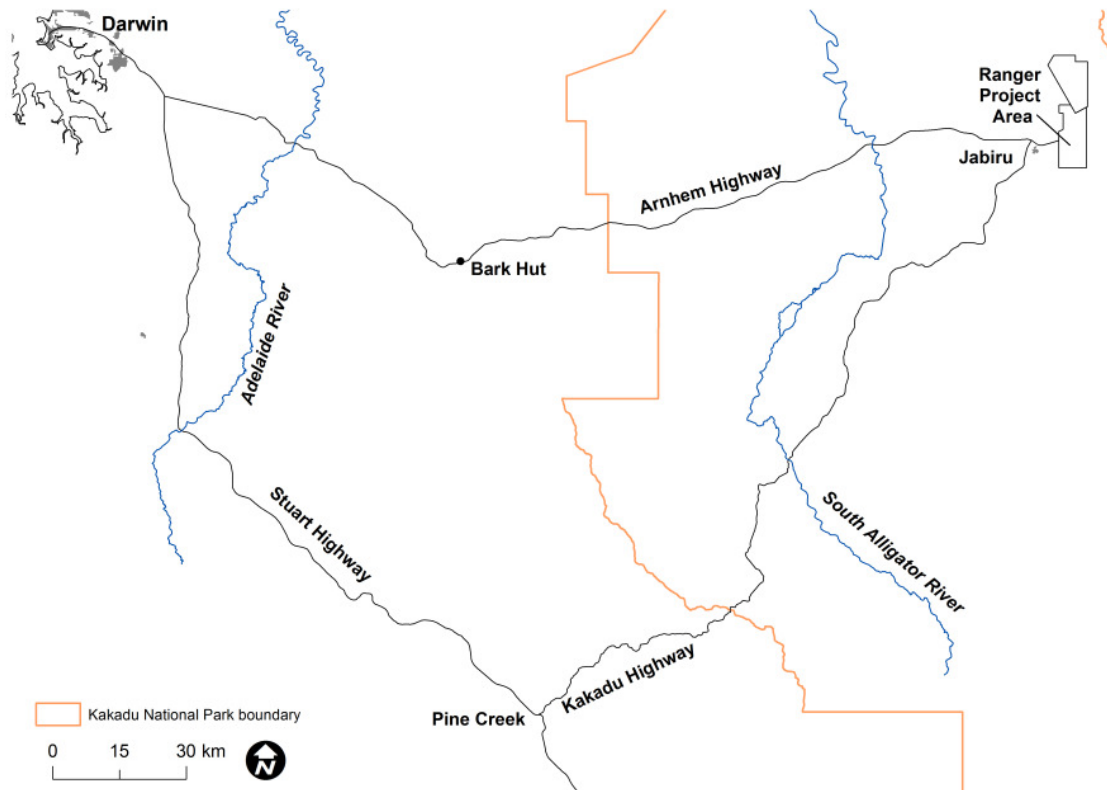 Darwin
Ranger
Project
Area
Jabiru
Arnhem Highway
Bark Hut
Adelaide River
Stuart Highway
South Alligator River
Kakadu Highway
Pine Creek
Kakadu National Park boundary
0 15 30 km
N